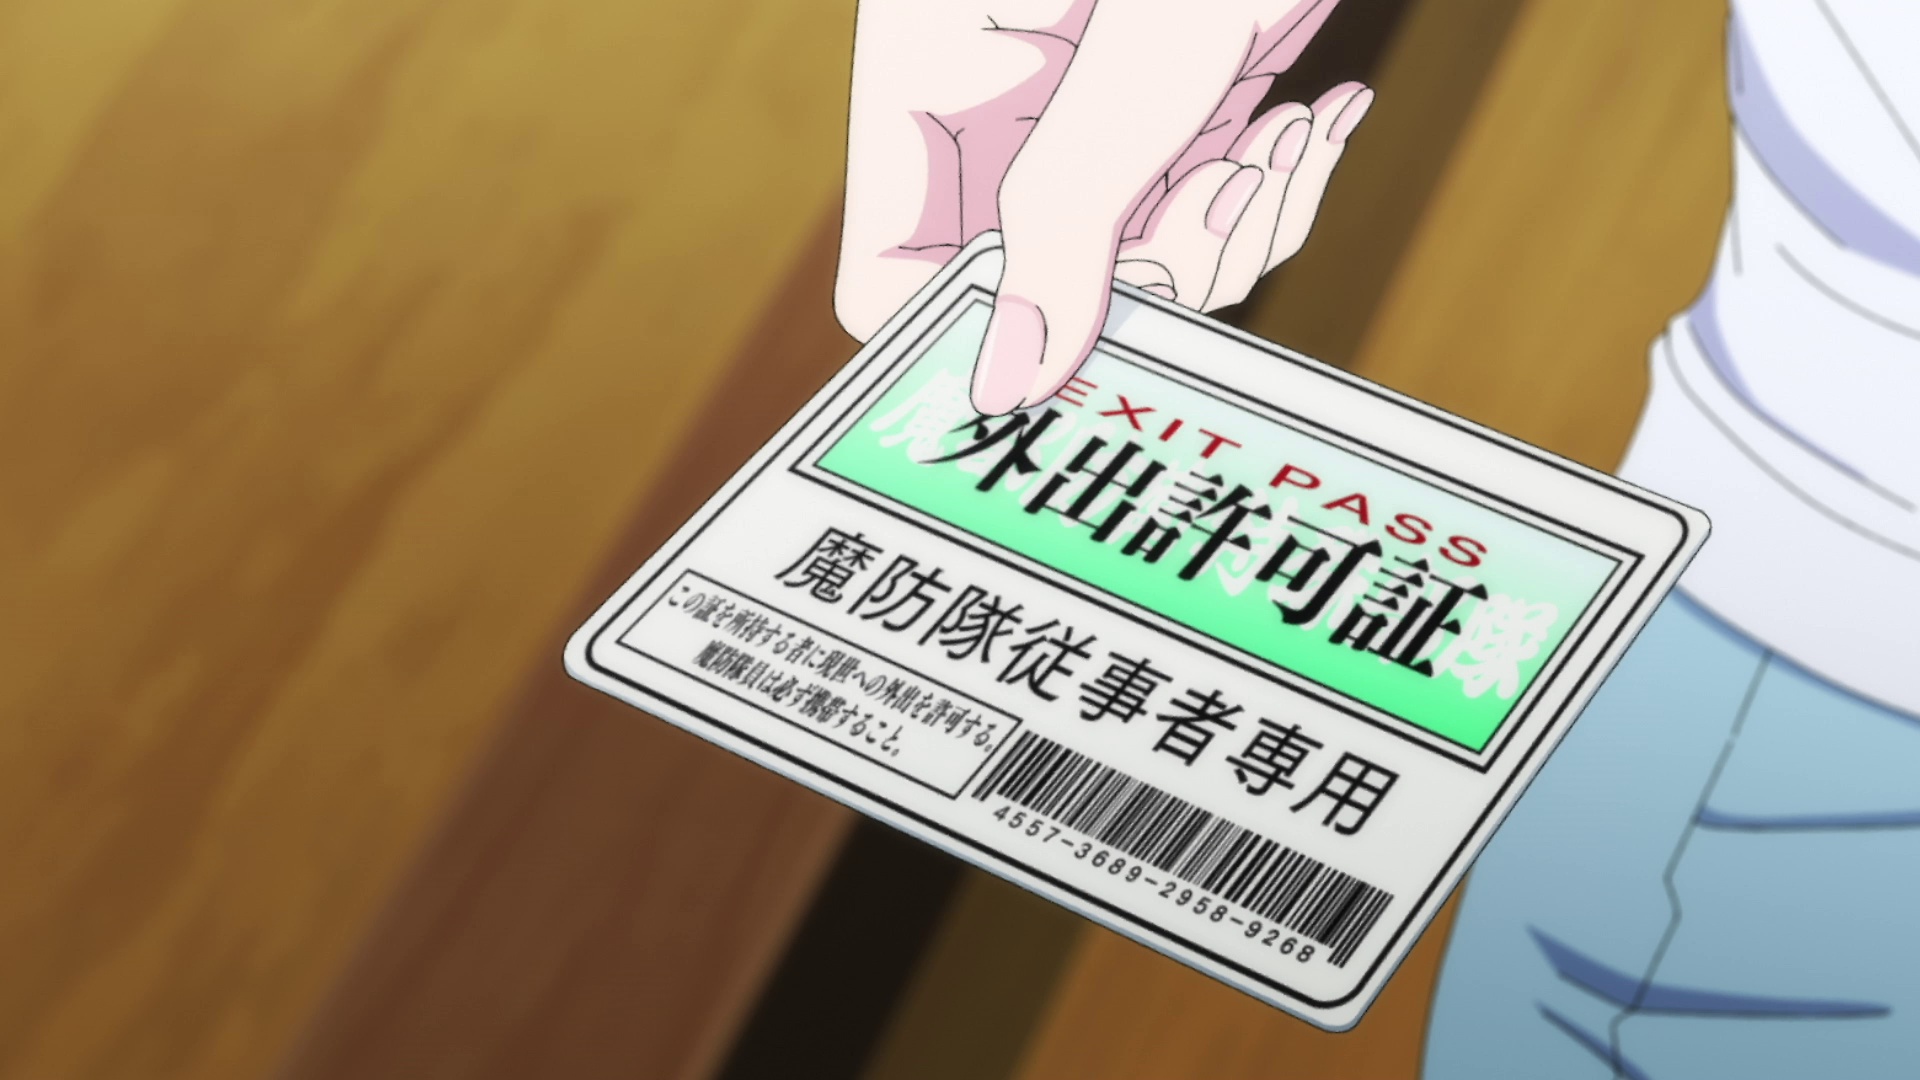 EXIT PASS
外出許可証
魔防隊従事者専用
この証を所持する者に現世への外出を許可する。
魔防隊員は必ず携帯すること。
4557-3689-2958-9268